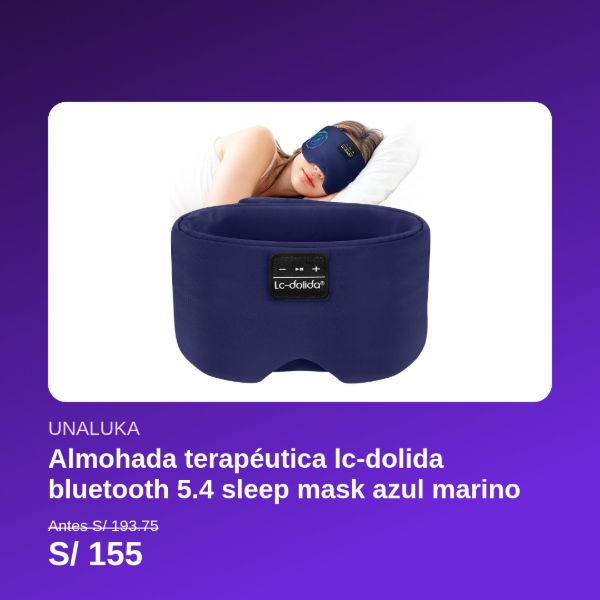 Lc-dolida®
UNALUKA
Almohada terapéutica lc-dolida
bluetooth 5.4 sleep mask azul marino
Antes S/ 193.75
S/ 155